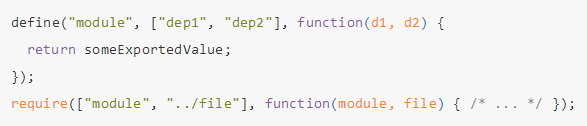 define("module", ["dep1", "dep2"], function(d1, d2) {
  return someExportedValue;
});
require(["module", "../file"], function(module, file) { /* ... */ });